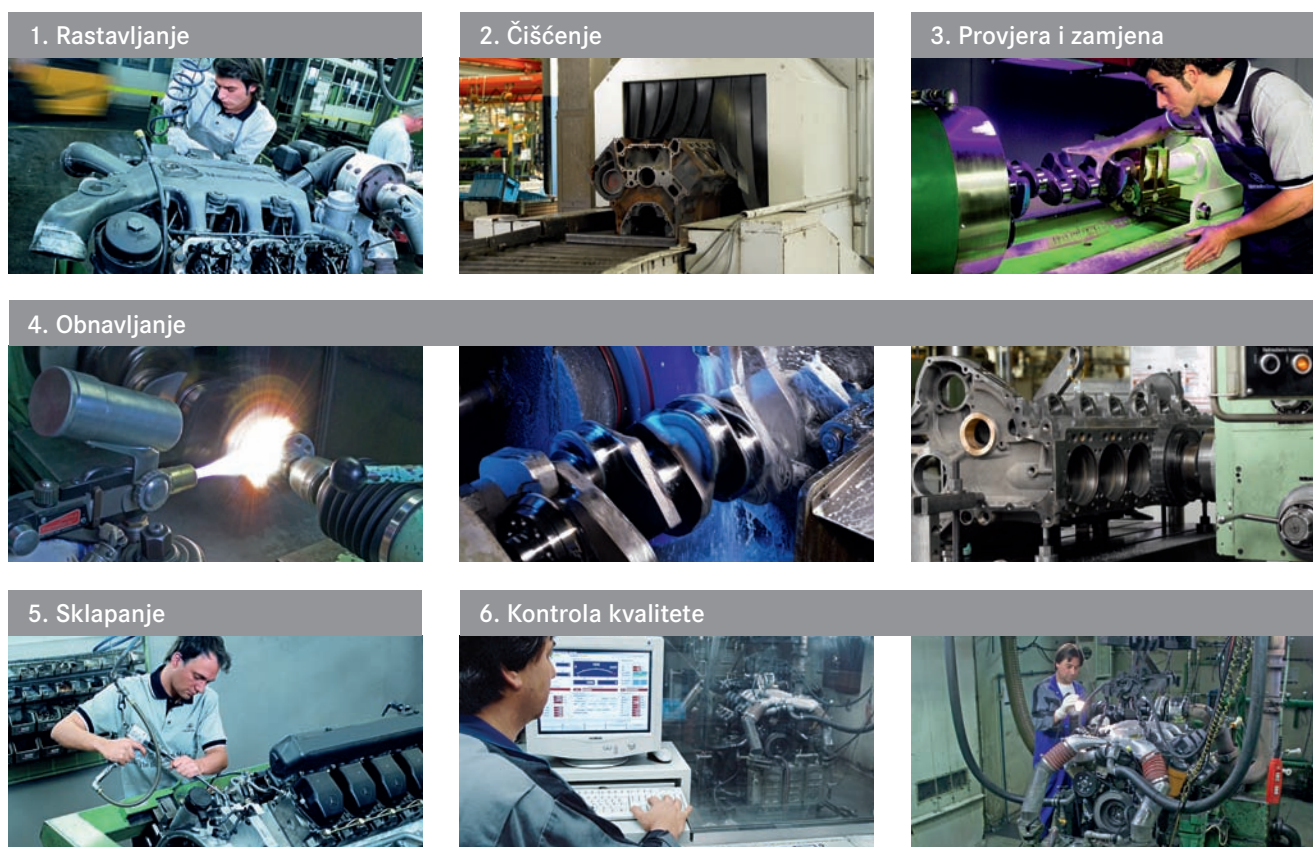 1. Rastavljanje
2. Čišćenje
3. Provjera i zamjena
4. Obnavljanje
5. Sklapanje
6. Kontrola kvalitete